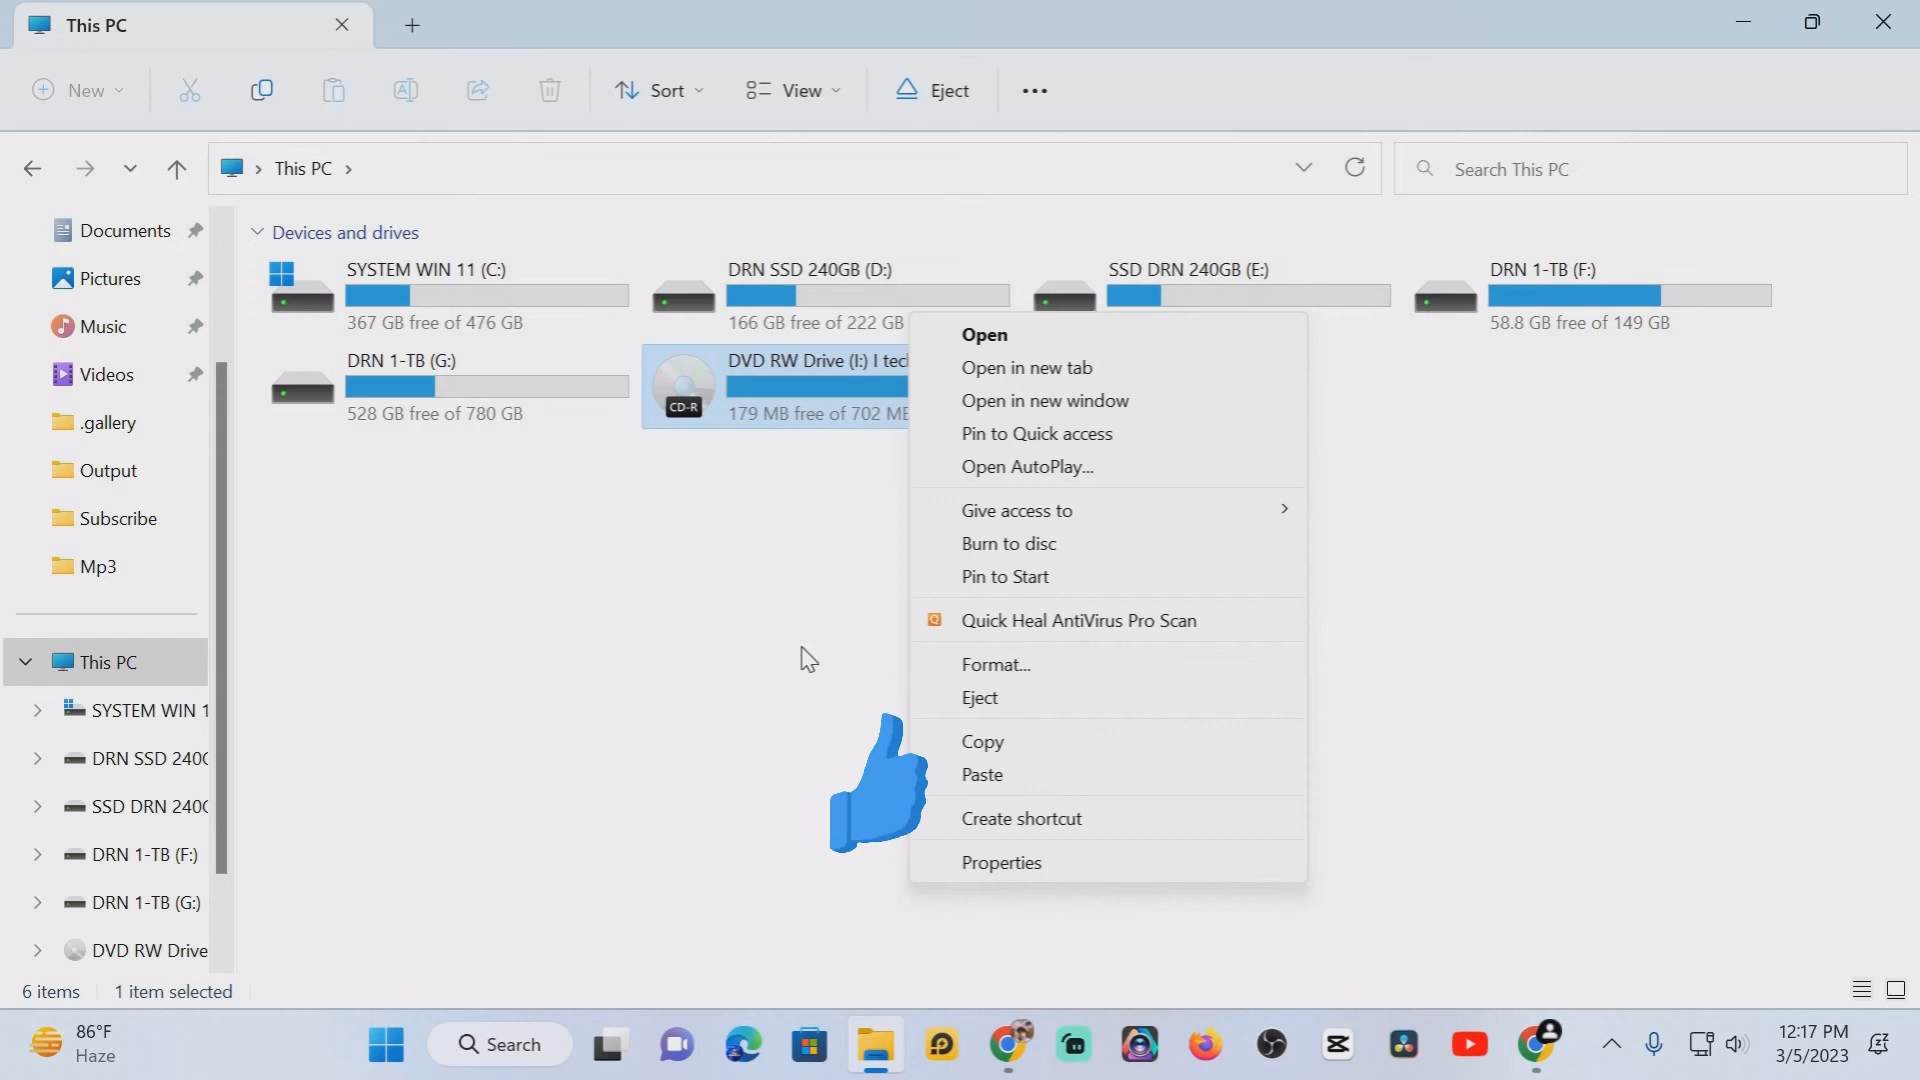 This PC
New
Sort
View
Eject
This PC
Search This PC
Documents
Pictures
Music
Videos
.gallery
Output
Subscribe
Mp3
This PC
SYSTEM WIN 1
DRN SSD 240
SSD DRN 240
DRN 1-TB (F:)
DRN 1-TB (G:)
DVD RW Drive
Devices and drives
SYSTEM WIN 11 (C:)
367 GB free of 476 GB
DRN SSD 240GB (D:)
166 GB free of 222 GB
SSD DRN 240GB (E:)
DRN 1-TB (F:)
58.8 GB free of 149 GB
DRN 1-TB (G:)
528 GB free of 780 GB
CD-R
DVD RW Drive (I:) I tec
179 MB free of 702 M
Open
Open in new tab
Open in new window
Pin to Quick access
Open AutoPlay...
Give access to
Burn to disc
Pin to Start
Quick Heal AntiVirus Pro Scan
Format...
Eject
Copy
Paste
Create shortcut
Properties
6 items
1 item selected
86°F
Haze
Search
12:17 PM
3/5/2023